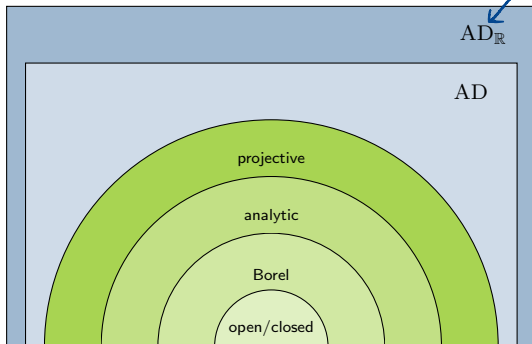 AD_ℝ
AD
projective
analytic
Borel
open/closed